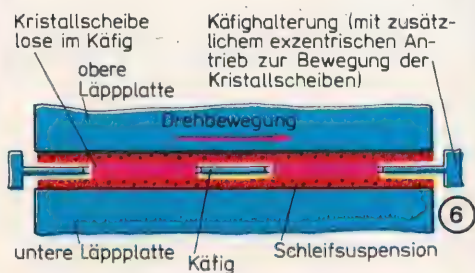 Kristallscheibe
lose im Käfig
obere
Läppplatte
Käfighalterung (mit zusätz-
lichem exzentrischen An-
trieb zur Bewegung der
Kristallscheiben)
Drehbewegung
6
untere Läppplatte
Käfig
Schleifsuspension